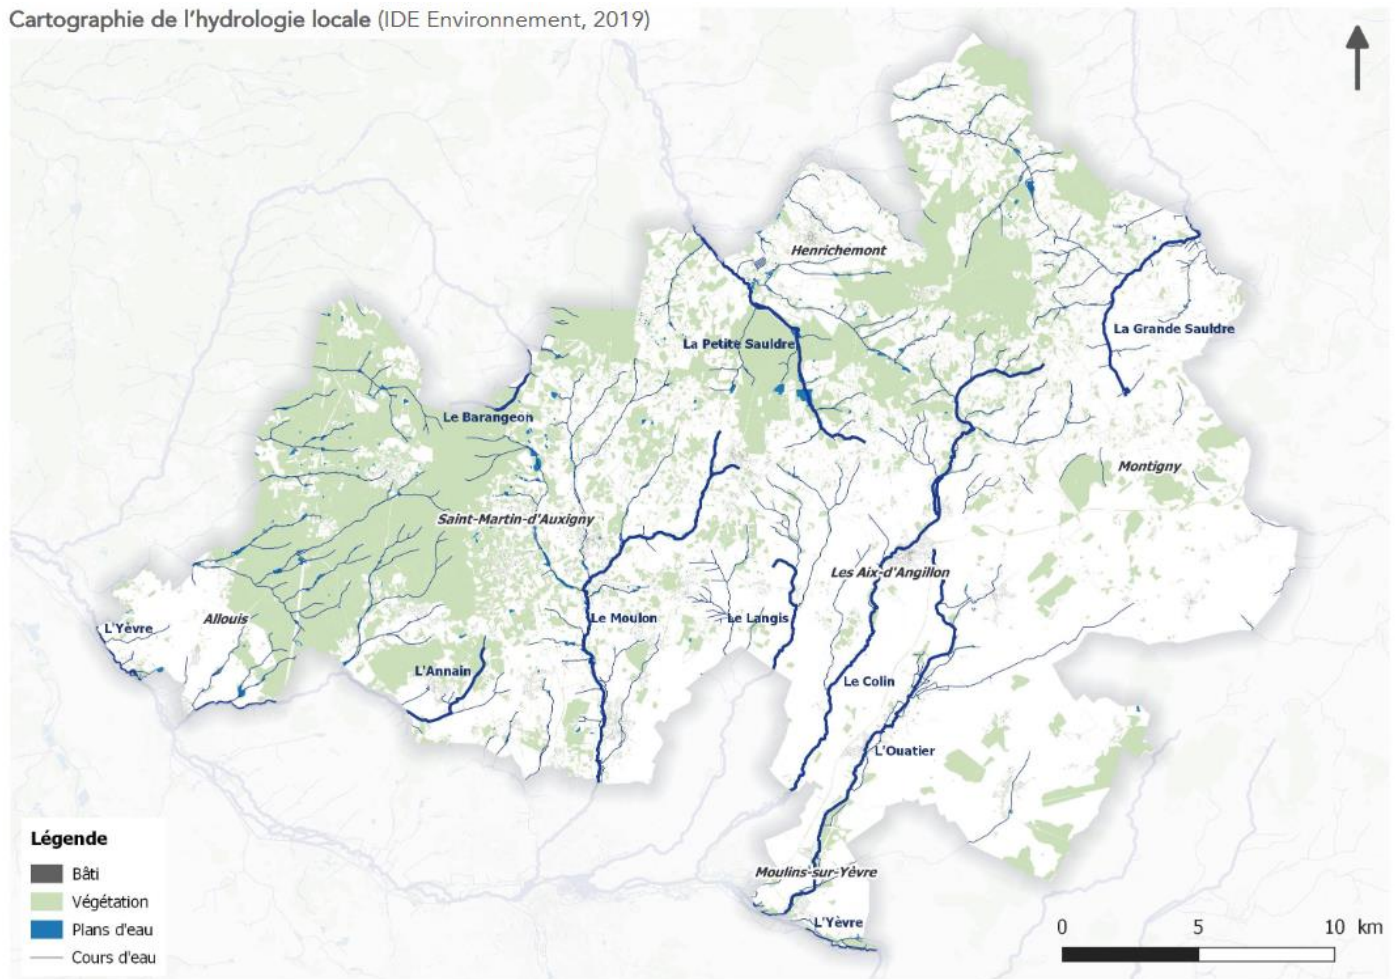 Cartographie de l'hydrologie locale (IDE Environnement, 2019)
Henrichemont
La Grande Sauldre
La Petite Sauldre
Le Barangeon
Montigny
Saint-Martin-d'Auxigny
Les Aix-d'Angillon
Allouis
Le Moulon
Le Langis
L'Yèvre
L'Annain
Le Colin
L'Ouatier
Légende
Bâti
Végétation
Plans d'eau
Cours d'eau
Moulins-sur-Yèvre
L'Yèvre
0 5 10 km